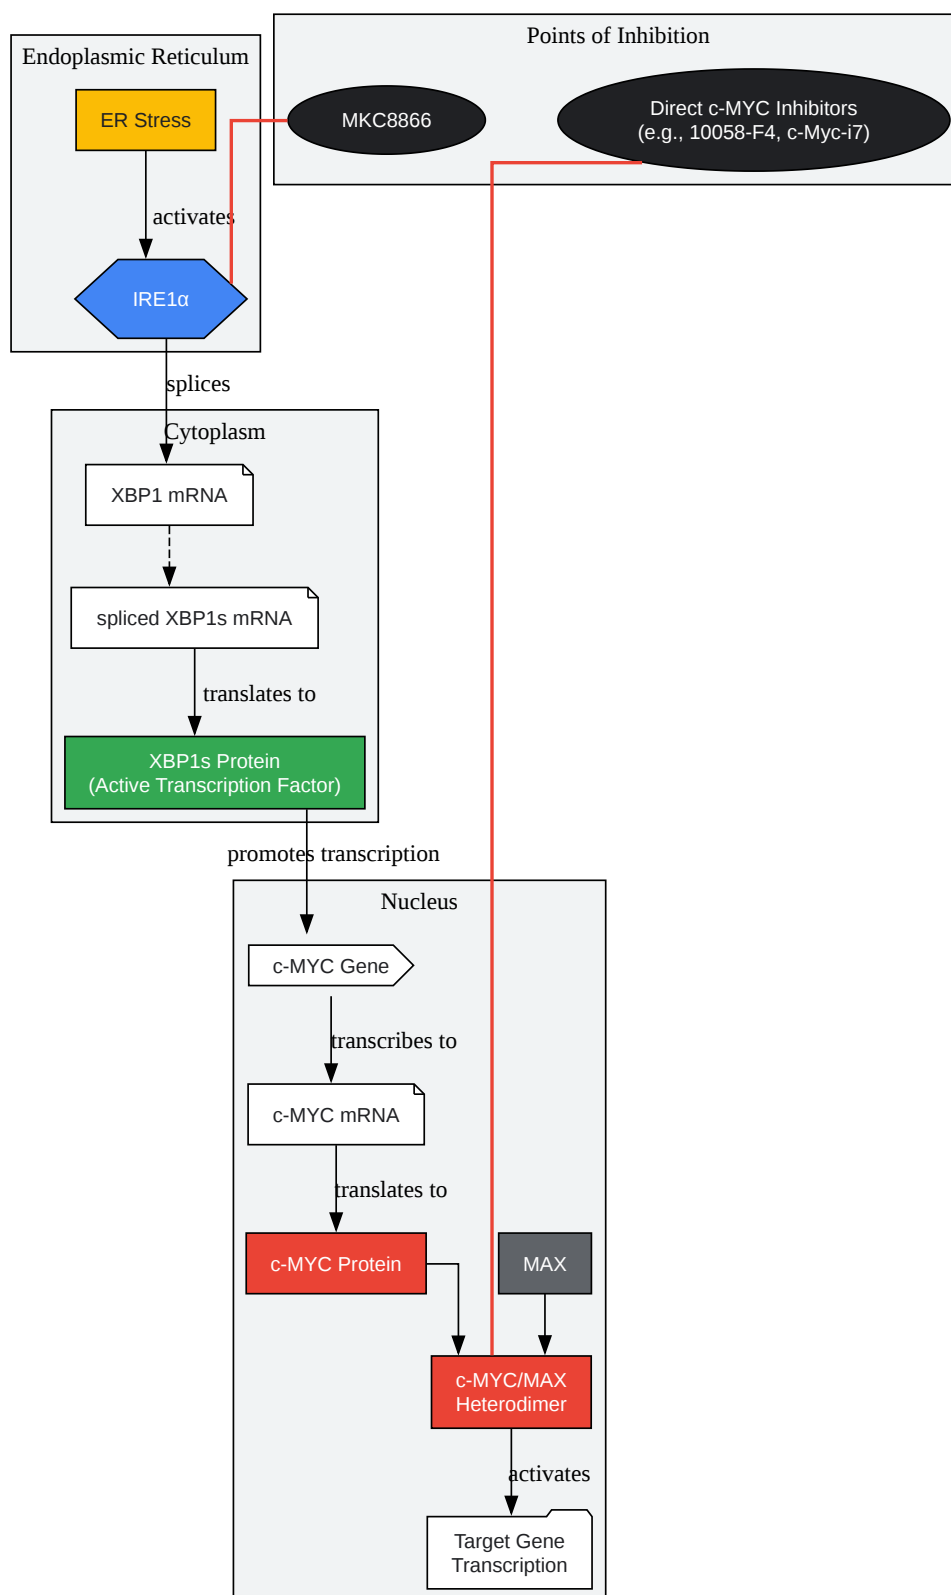 Points of Inhibition
Endoplasmic Reticulum
ER Stress
MKC8866
Direct c-MYC Inhibitors
(e.g., 10058-F4, c-Myc-i7)
activates
IRE1α
splices
Cytoplasm
XBP1 mRNA
spliced XBP1s mRNA
translates to
XBP1s Protein
(Active Transcription Factor)
promotes transcription
Nucleus
c-MYC Gene
transcribes to
c-MYC mRNA
translates to
c-MYC Protein
MAX
c-MYC/MAX
Heterodimer
activates
Target Gene
Transcription